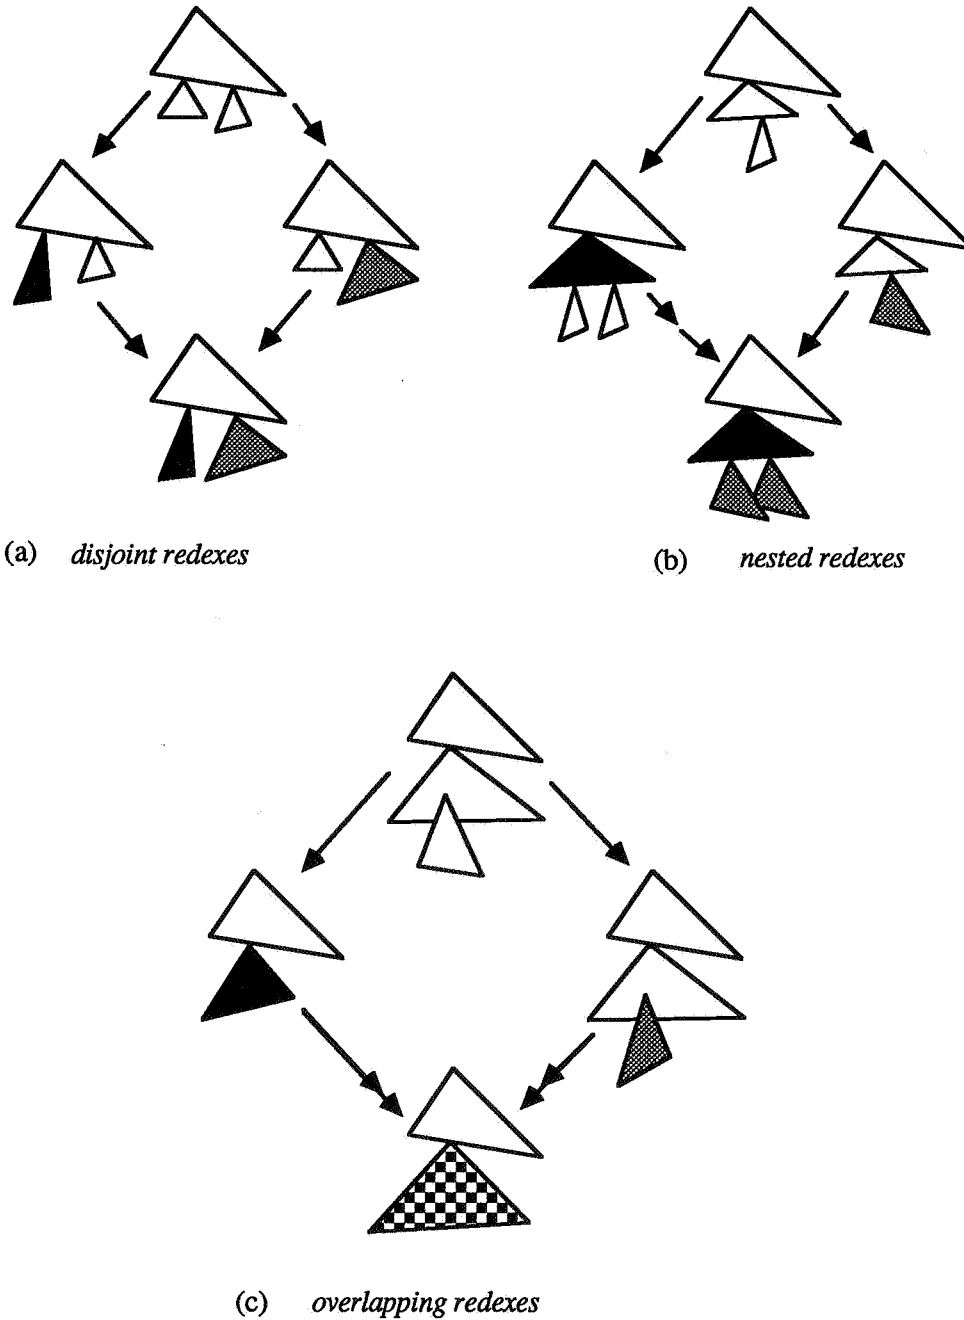 (a) disjoint redexes
(b) nested redexes
(c) overlapping redexes